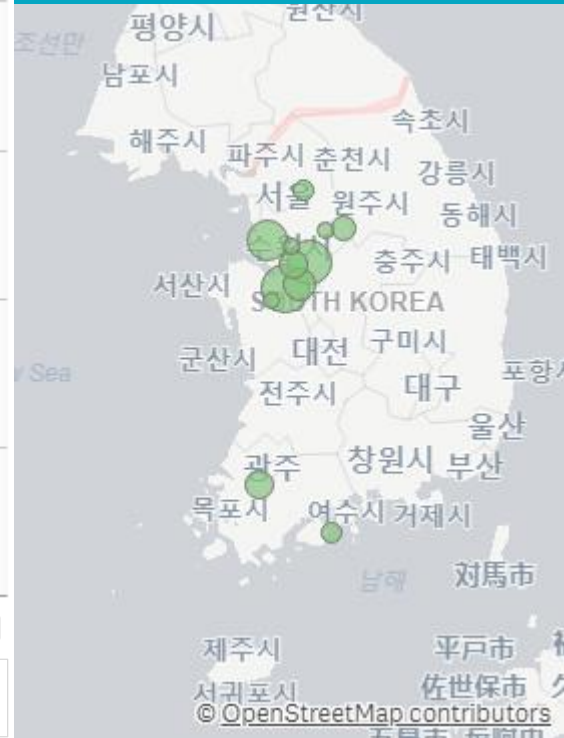 원산시
평양시
조선만
남포시
속초시
해주시
파주시 춘천시
강릉시
서울
원주시
동해시
충주시 태백시
서산시
SOUTH KOREA
구미시
대전
군산시
Sea
포항시
전주시
대구
울산
광주
창원시 부산
목포시
여수시 거제시
남해
対馬市
제주시
平戸市
서귀포시
佐世保市
© OpenStreetMap contributors